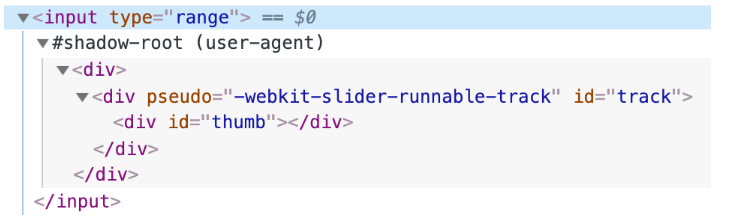 ▼<input type="range"> == $0
▼#shadow-root (user-agent)
▼<div>
▼<div pseudo="-webkit-slider-runnable-track" id="track">
<div id="thumb"></div>
</div>
</div>
</input>